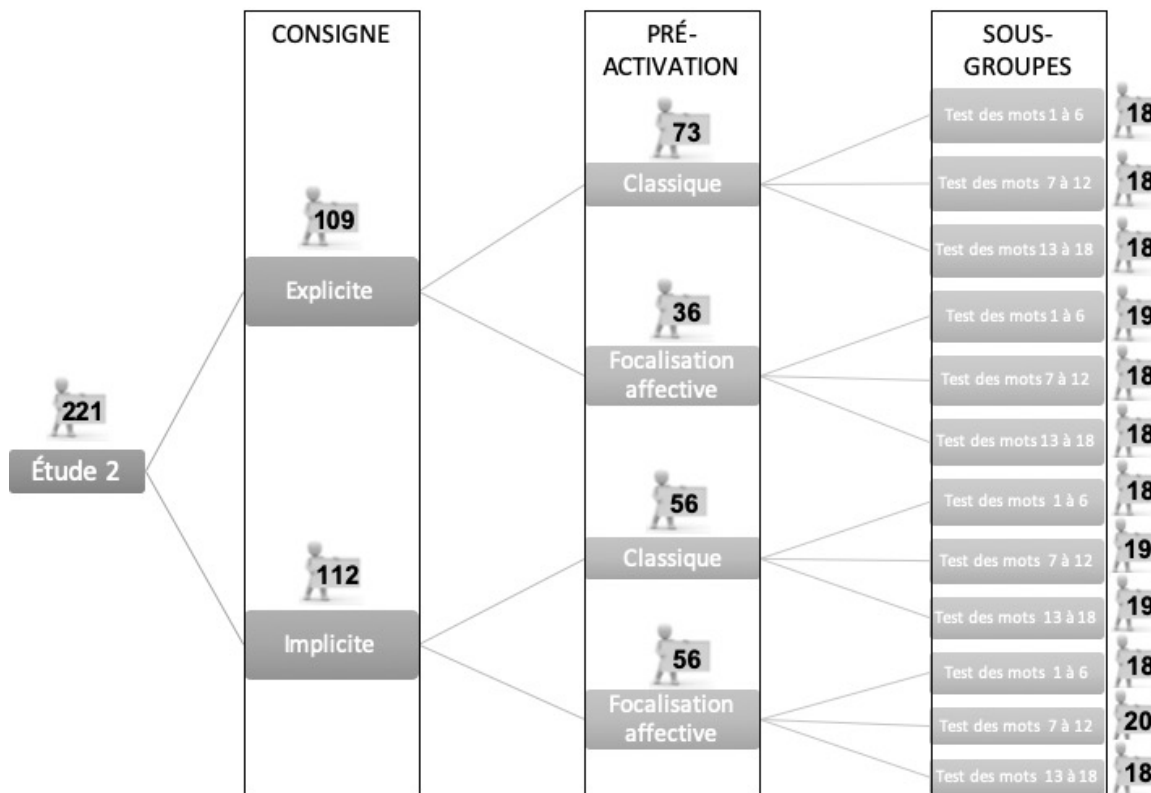 CONSIGNE
PRÉ-
ACTIVATION
SOUS-
GROUPES
221
Étude 2
109
Explicite
112
Implicite
73
Classique
36
Focalisation
affective
56
Classique
56
Focalisation
affective
Test des mots 1 à 6
18
Test des mots 7 à 12
18
Test des mots 13 à 18
18
Test des mots 1 à 6
19
Test des mots 7 à 12
18
Test des mots 13 à 18
18
Test des mots 1 à 6
18
Test des mots 7 à 12
19
Test des mots 13 à 18
19
Test des mots 1 à 6
18
Test des mots 7 à 12
20
Test des mots 13 à 18
18